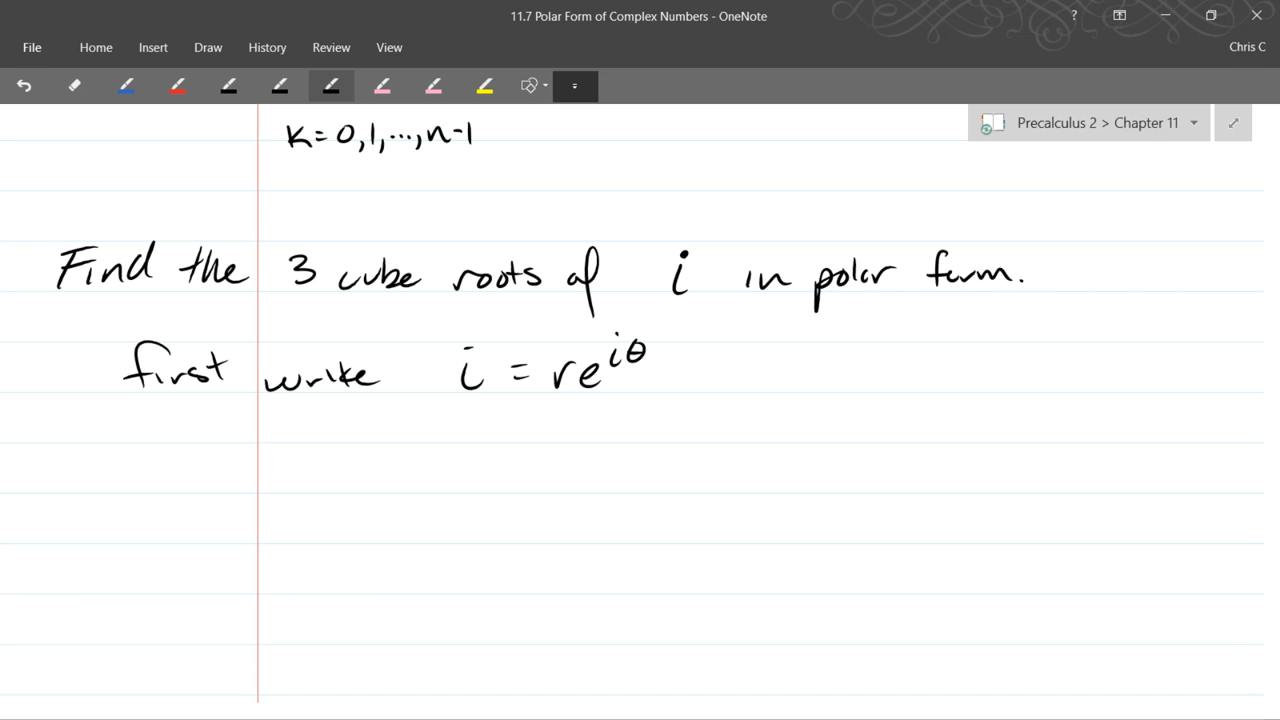 11.7 Polar Form of Complex Numbers - OneNote
?
File Home Insert Draw History Review View
Chris C
Precalculus 2 > Chapter 11
K=0,1,...,n-1
Find the 3 cube roots of i in polar form.
first write i = re^{iθ}